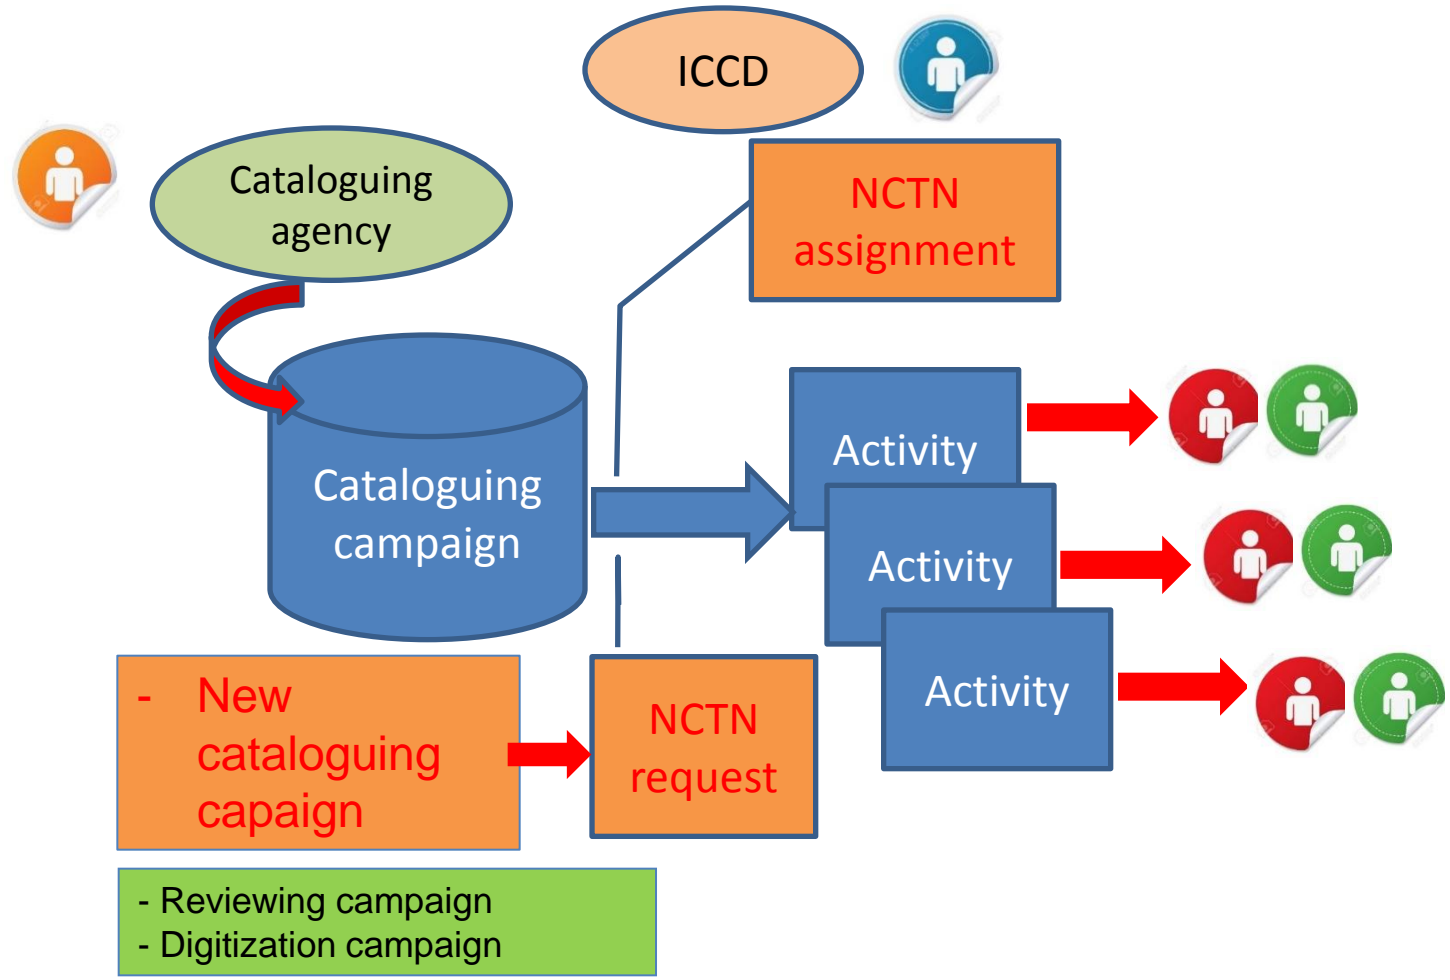 ICCD
Cataloguing
agency
NCTN
assignment
Activity
Cataloguing
campaign
Activity
Activity
- New
cataloguing
capaign
NCTN
request
- Reviewing campaign
- Digitization campaign